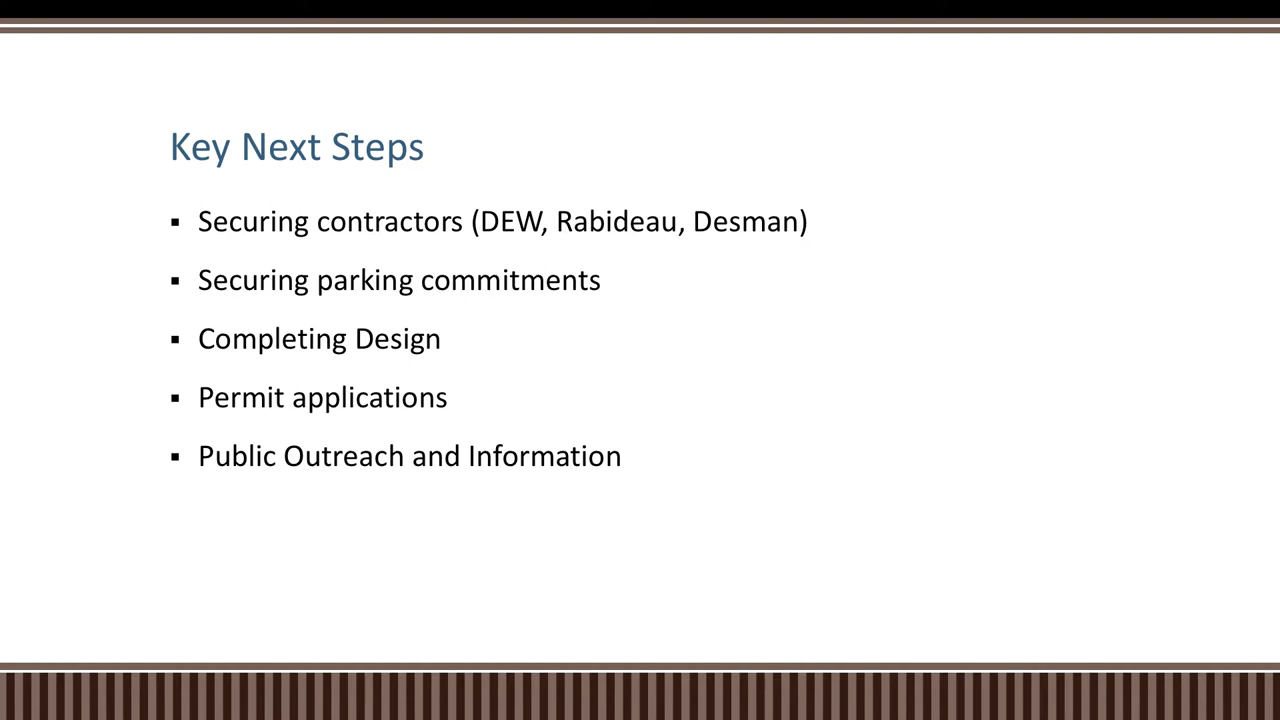 Key Next Steps
▪ Securing contractors (DEW, Rabideau, Desman)
▪ Securing parking commitments
▪ Completing Design
▪ Permit applications
▪ Public Outreach and Information